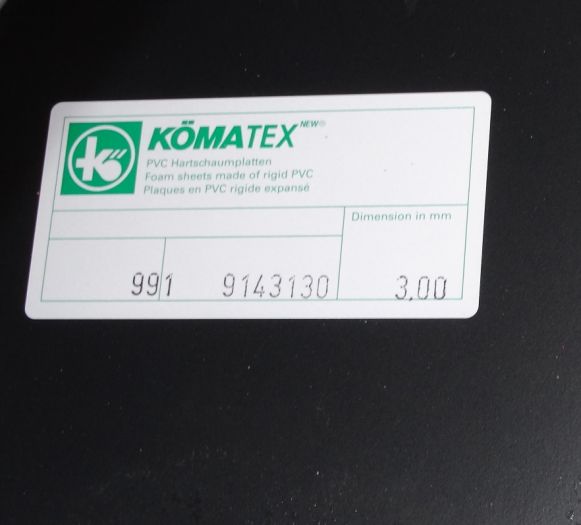 KÖMATEX NEW®
PVC Hartschaumplatten
Foam sheets made of rigid PVC
Plaques en PVC rigide expansé
Dimension in mm
991 9143130 3,00